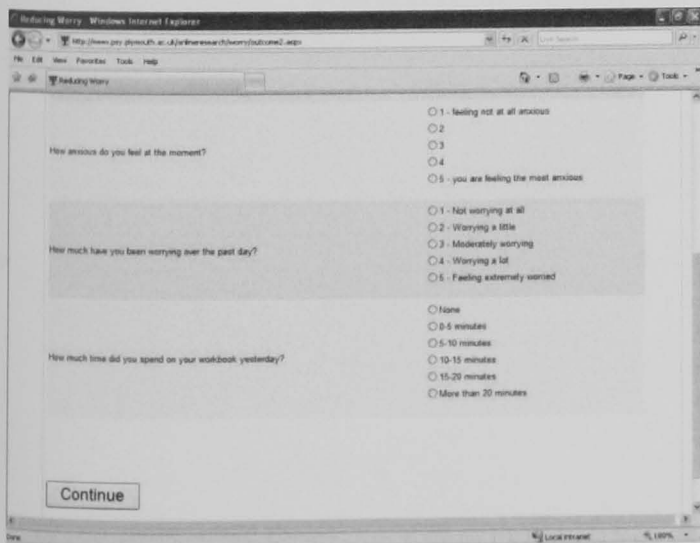 Reducing Worry Windows Internet Explorer
http://www.psy.plymouth.ac.uk/onlineresearch/worry/outcome2.aspx
Live Search
File Edit View Favorites Tools Help
Reducing Worry
Page Tools
How anxious do you feel at the moment?
1 - feeling not at all anxious
2
3
4
5 - you are feeling the most anxious
How much have you been worrying over the past day?
1 - Not worrying at all
2 - Worrying a little
3 - Moderately worrying
4 - Worrying a lot
5 - Feeling extremely worried
How much time did you spend on your workbook yesterday?
None
0-5 minutes
5-10 minutes
10-15 minutes
15-20 minutes
More than 20 minutes
Continue
Done
Local intranet
100%